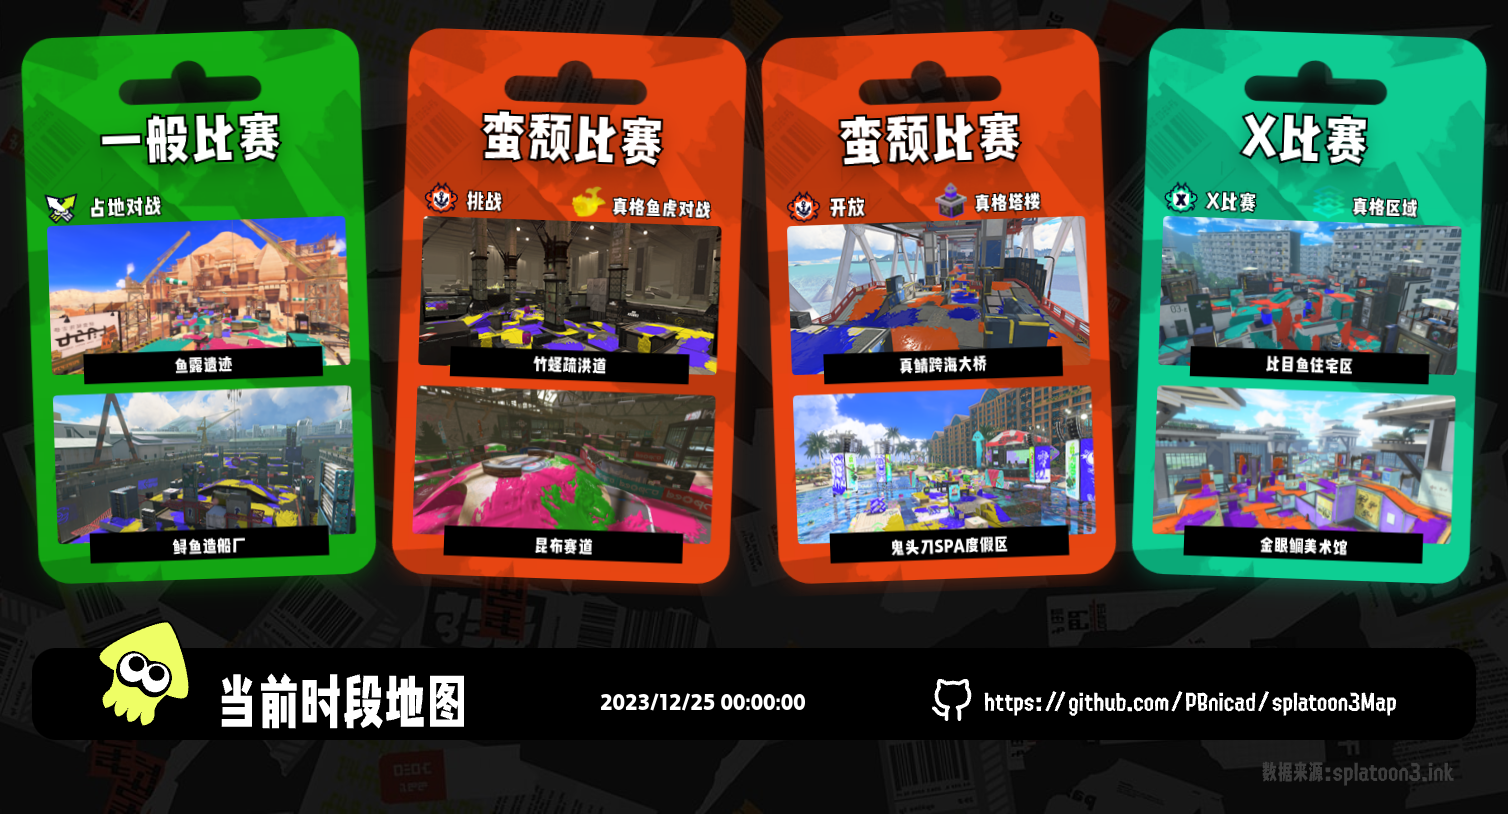 一般比赛
占地对战
鱼露遗迹
鲟鱼造船厂
蛮颓比赛
挑战
真格鱼虎对战
竹蛏疏洪道
昆布赛道
蛮颓比赛
开放
真格塔楼
真鲷跨海大桥
鬼头刀SPA度假区
X比赛
X比赛
真格区域
比目鱼住宅区
金眼鲷美术馆
当前时段地图
2023/12/25 00:00:00
https://github.com/PBnicad/splatoon3Map
数据来源:splatoon3.ink